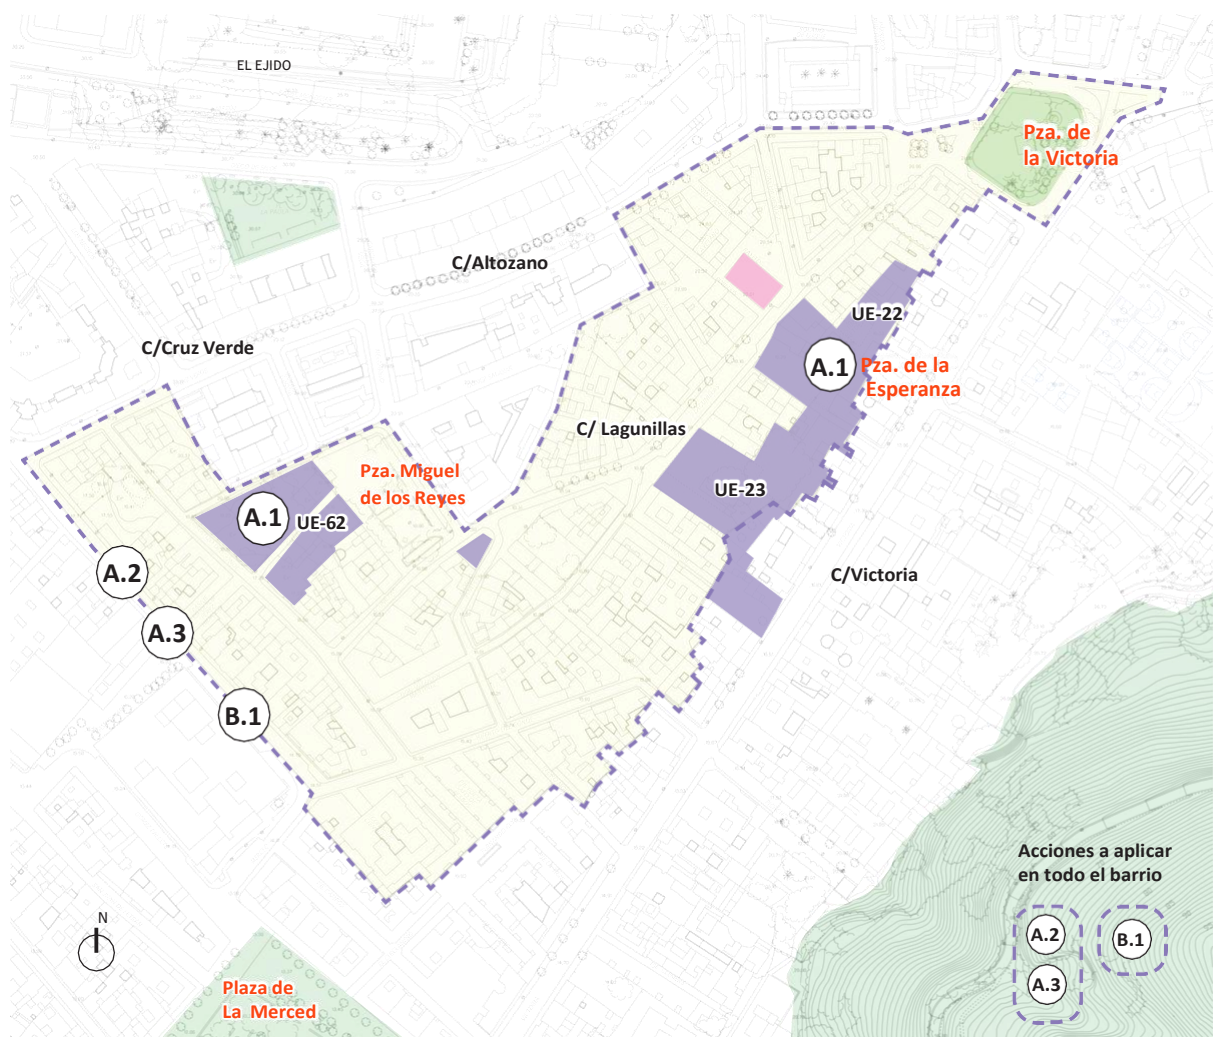 EL EJIDO
Pza. de
la Victoria
C/Altozano
UE-22
C/Cruz Verde
A.1
Pza. de la
Esperanza
C/ Lagunillas
Pza. Miguel
de los Reyes
UE-23
A.1
UE-62
A.2
C/Victoria
A.3
B.1
Acciones a aplicar
en todo el barrio
N
A.2
B.1
A.3
Plaza de
La Merced